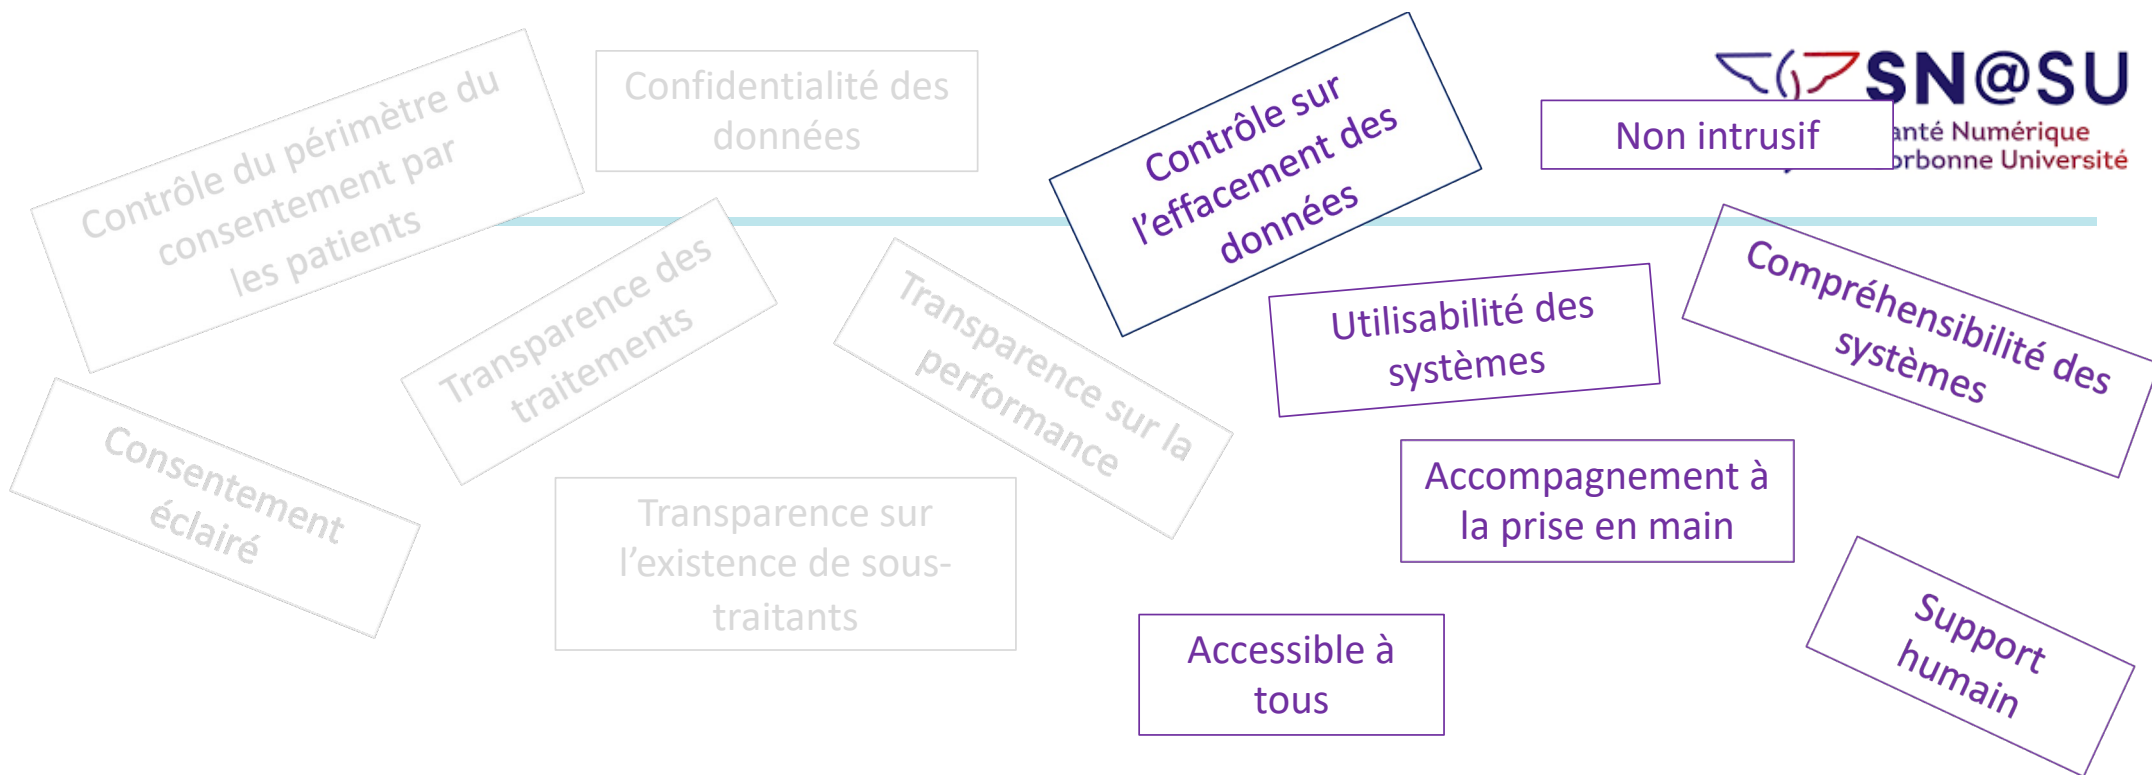 Contrôle du périmètre du
consentement par
les patients
Confidentialité des
données
Contrôle sur
l'effacement des
données
SN@SU
Non intrusif
anté Numérique
orbonne Université
Transparence des
traitements
Transparence sur la
performance
Utilisabilité des
systèmes
Compréhensibilité des
systèmes
Consentement
éclairé
Transparence sur
l'existence de sous-
traitants
Accompagnement à
la prise en main
Accessible à
tous
Support
humain